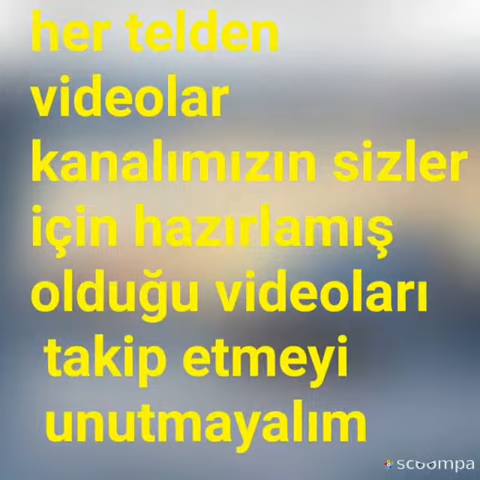 her telden
videolar
kanalımızın sizler
için hazırlamış
olduğu videoları
takip etmeyi
unutmayalım
scoompa